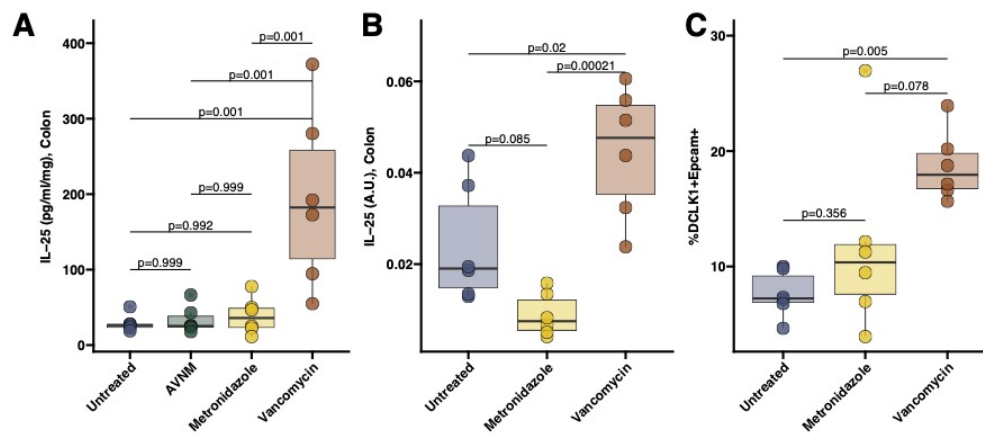 A
IL−25 (pg/ml/mg), Colon
400
300
200
100
0
p=0.001
p=0.001
p=0.001
p=0.999
p=0.992
p=0.999
Untreated
AVNM
Metronidazole
Vancomycin
B
IL−25 (A.U.), Colon
0.06
0.04
0.02
p=0.02
p=0.00021
p=0.085
Untreated
Metronidazole
Vancomycin
C
%DCLK1+Epcam+
30
20
10
p=0.005
p=0.078
p=0.356
Untreated
Metronidazole
Vancomycin